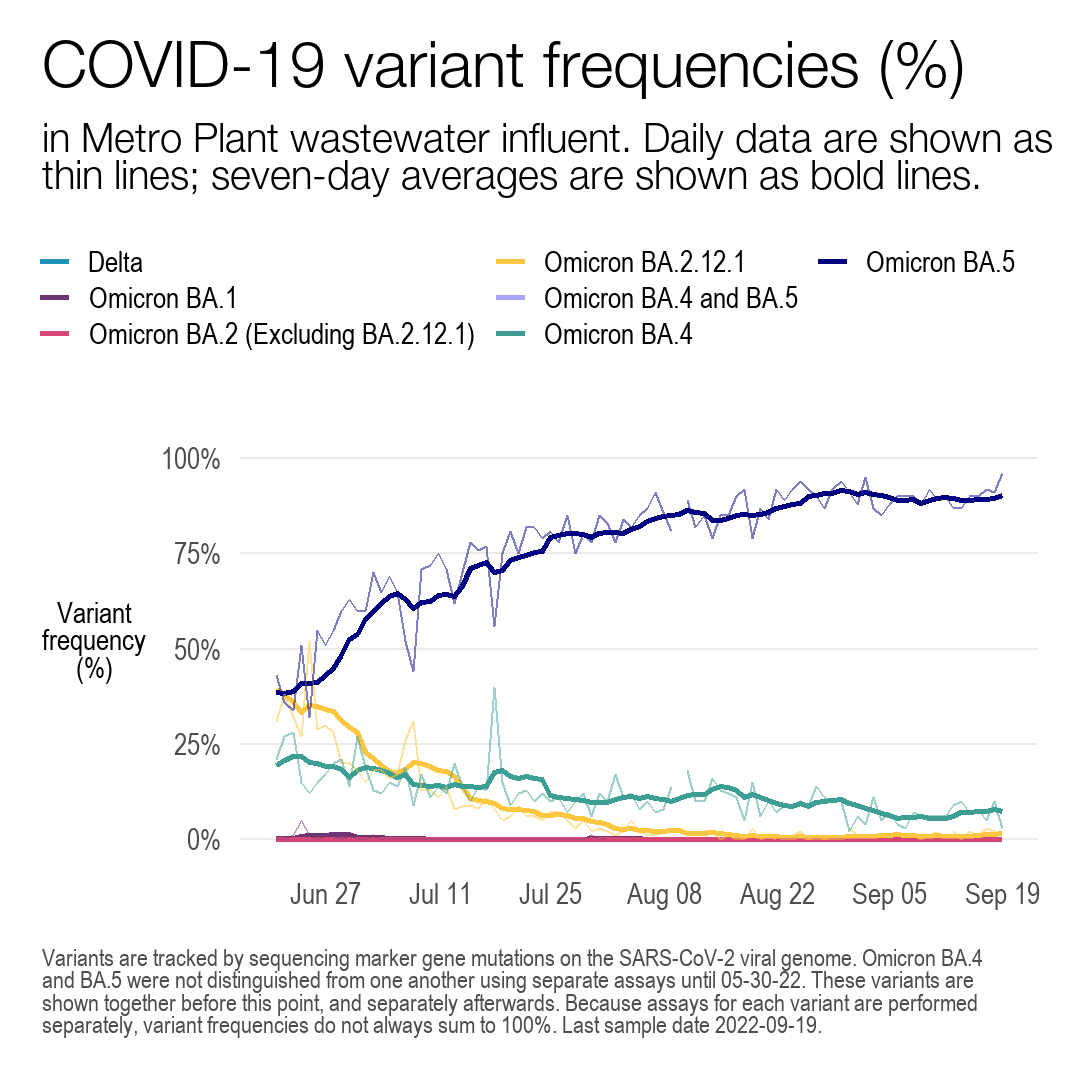 COVID-19 variant frequencies (%)
in Metro Plant wastewater influent. Daily data are shown as
thin lines; seven-day averages are shown as bold lines.
Delta
Omicron BA.1
Omicron BA.2 (Excluding BA.2.12.1)
Omicron BA.2.12.1
Omicron BA.4 and BA.5
Omicron BA.4
Omicron BA.5
Variant
frequency
(%)
100%
75%
50%
25%
0%
Jun 27
Jul 11
Jul 25
Aug 08
Aug 22
Sep 05
Sep 19
Variants are tracked by sequencing marker gene mutations on the SARS-CoV-2 viral genome. Omicron BA.4
and BA.5 were not distinguished from one another using separate assays until 05-30-22. These variants are
shown together before this point, and separately afterwards. Because assays for each variant are performed
separately, variant frequencies do not always sum to 100%. Last sample date 2022-09-19.